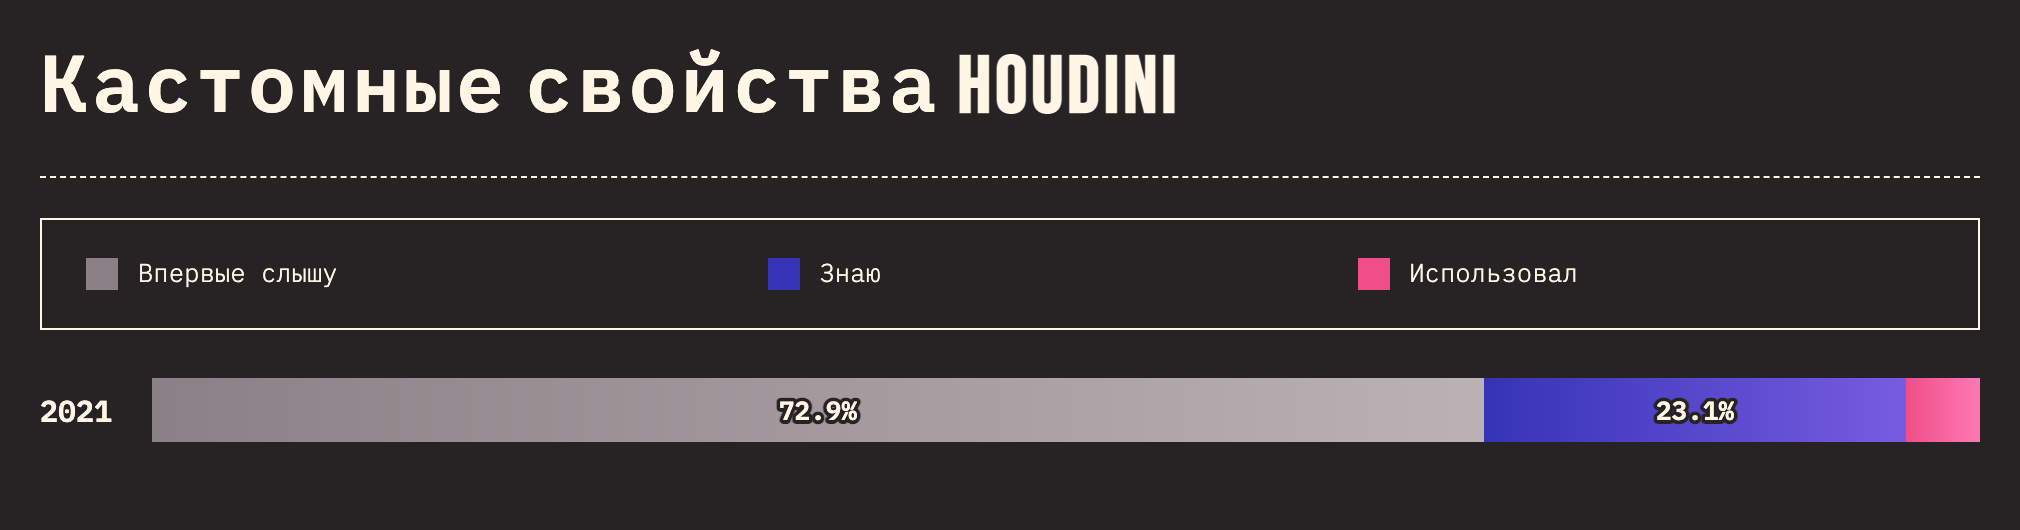 Кастомные свойства HOUDINI
Впервые слышу
Знаю
Использовал
2021 72.9% 23.1%